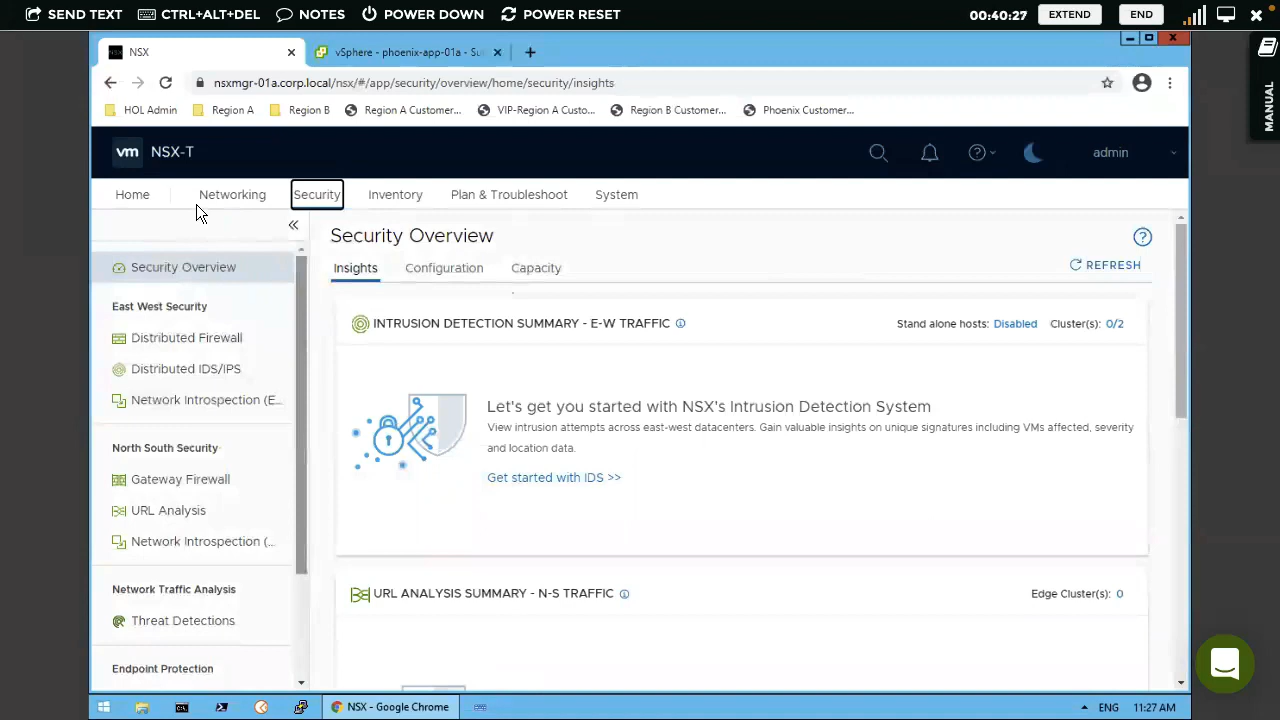 SEND TEXT
CTRL+ALT+DEL
NOTES
POWER DOWN
POWER RESET
00:40:27
EXTEND
END
NSX
vSphere - phoenix-app-01a - Su
nsxmgr-01a.corp.local/nsx/#/app/security/overview/home/security/insights
HOL Admin
Region A
Region B
Region A Customer...
VIP-Region A Custo...
Region B Customer...
Phoenix Customer...
MANUAL
vm NSX-T
admin
Home
Networking
Security
Inventory
Plan & Troubleshoot
System
Security Overview
East West Security
Distributed Firewall
Distributed IDS/IPS
Network Introspection (E...
North South Security
Gateway Firewall
URL Analysis
Network Introspection (...
Network Traffic Analysis
Threat Detections
Endpoint Protection
Security Overview
Insights
Configuration
Capacity
REFRESH
INTRUSION DETECTION SUMMARY - E-W TRAFFIC
Stand alone hosts: Disabled Cluster(s): 0/2
Let's get you started with NSX's Intrusion Detection System
View intrusion attempts across east-west datacenters. Gain valuable insights on unique signatures including VMs affected, severity
and location data.
Get started with IDS >>
URL ANALYSIS SUMMARY - N-S TRAFFIC
Edge Cluster(s): 0
NSX - Google Chrome
ENG
11:27 AM